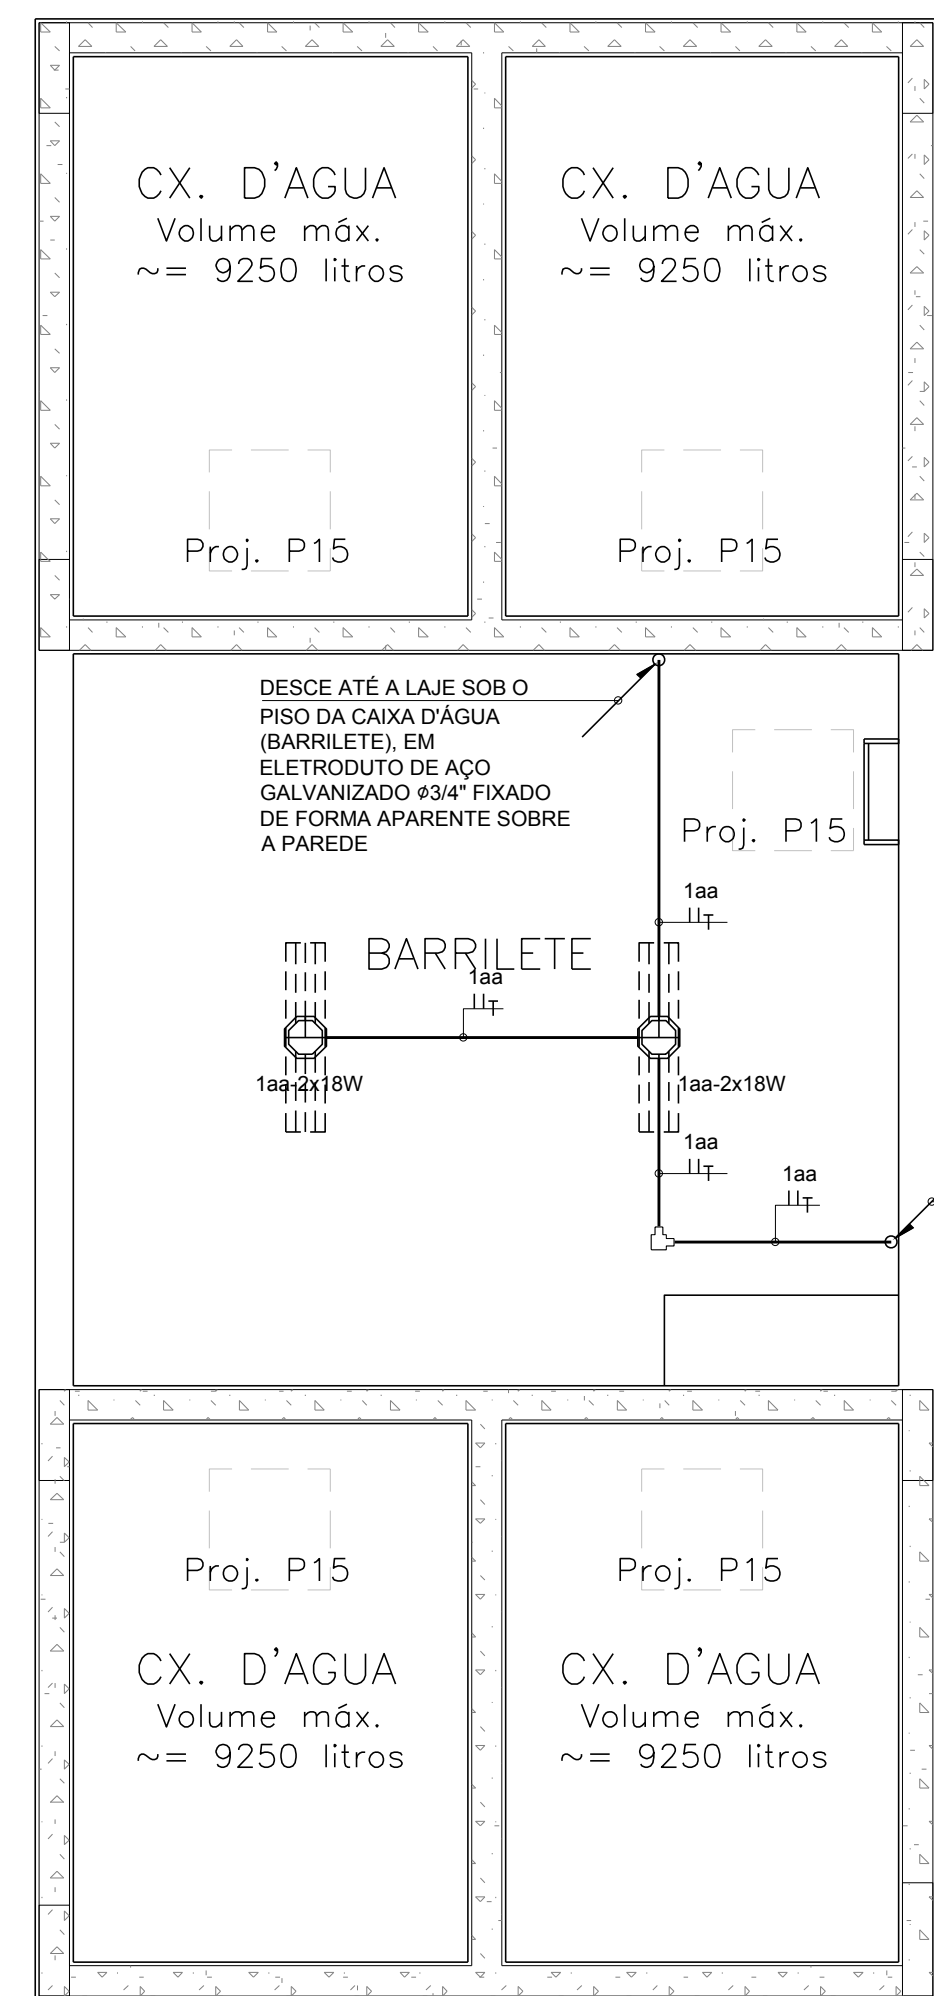 CX. D'AGUA
Volume máx.
~= 9250 litros
CX. D'AGUA
Volume máx.
~= 9250 litros
Proj. P15
Proj. P15
DESCE ATÉ A LAJE SOB O
PISO DA CAIXA D'ÁGUA
(BARRILETE), EM
ELETRODUTO DE AÇO
GALVANIZADO ø3/4" FIXADO
DE FORMA APARENTE SOBRE
A PAREDE
Proj. P15
1aa
BARRILETE
1aa
1aa-2x18W
1aa-2x18W
1aa
1aa
Proj. P15
Proj. P15
CX. D'AGUA
Volume máx.
~= 9250 litros
CX. D'AGUA
Volume máx.
~= 9250 litros